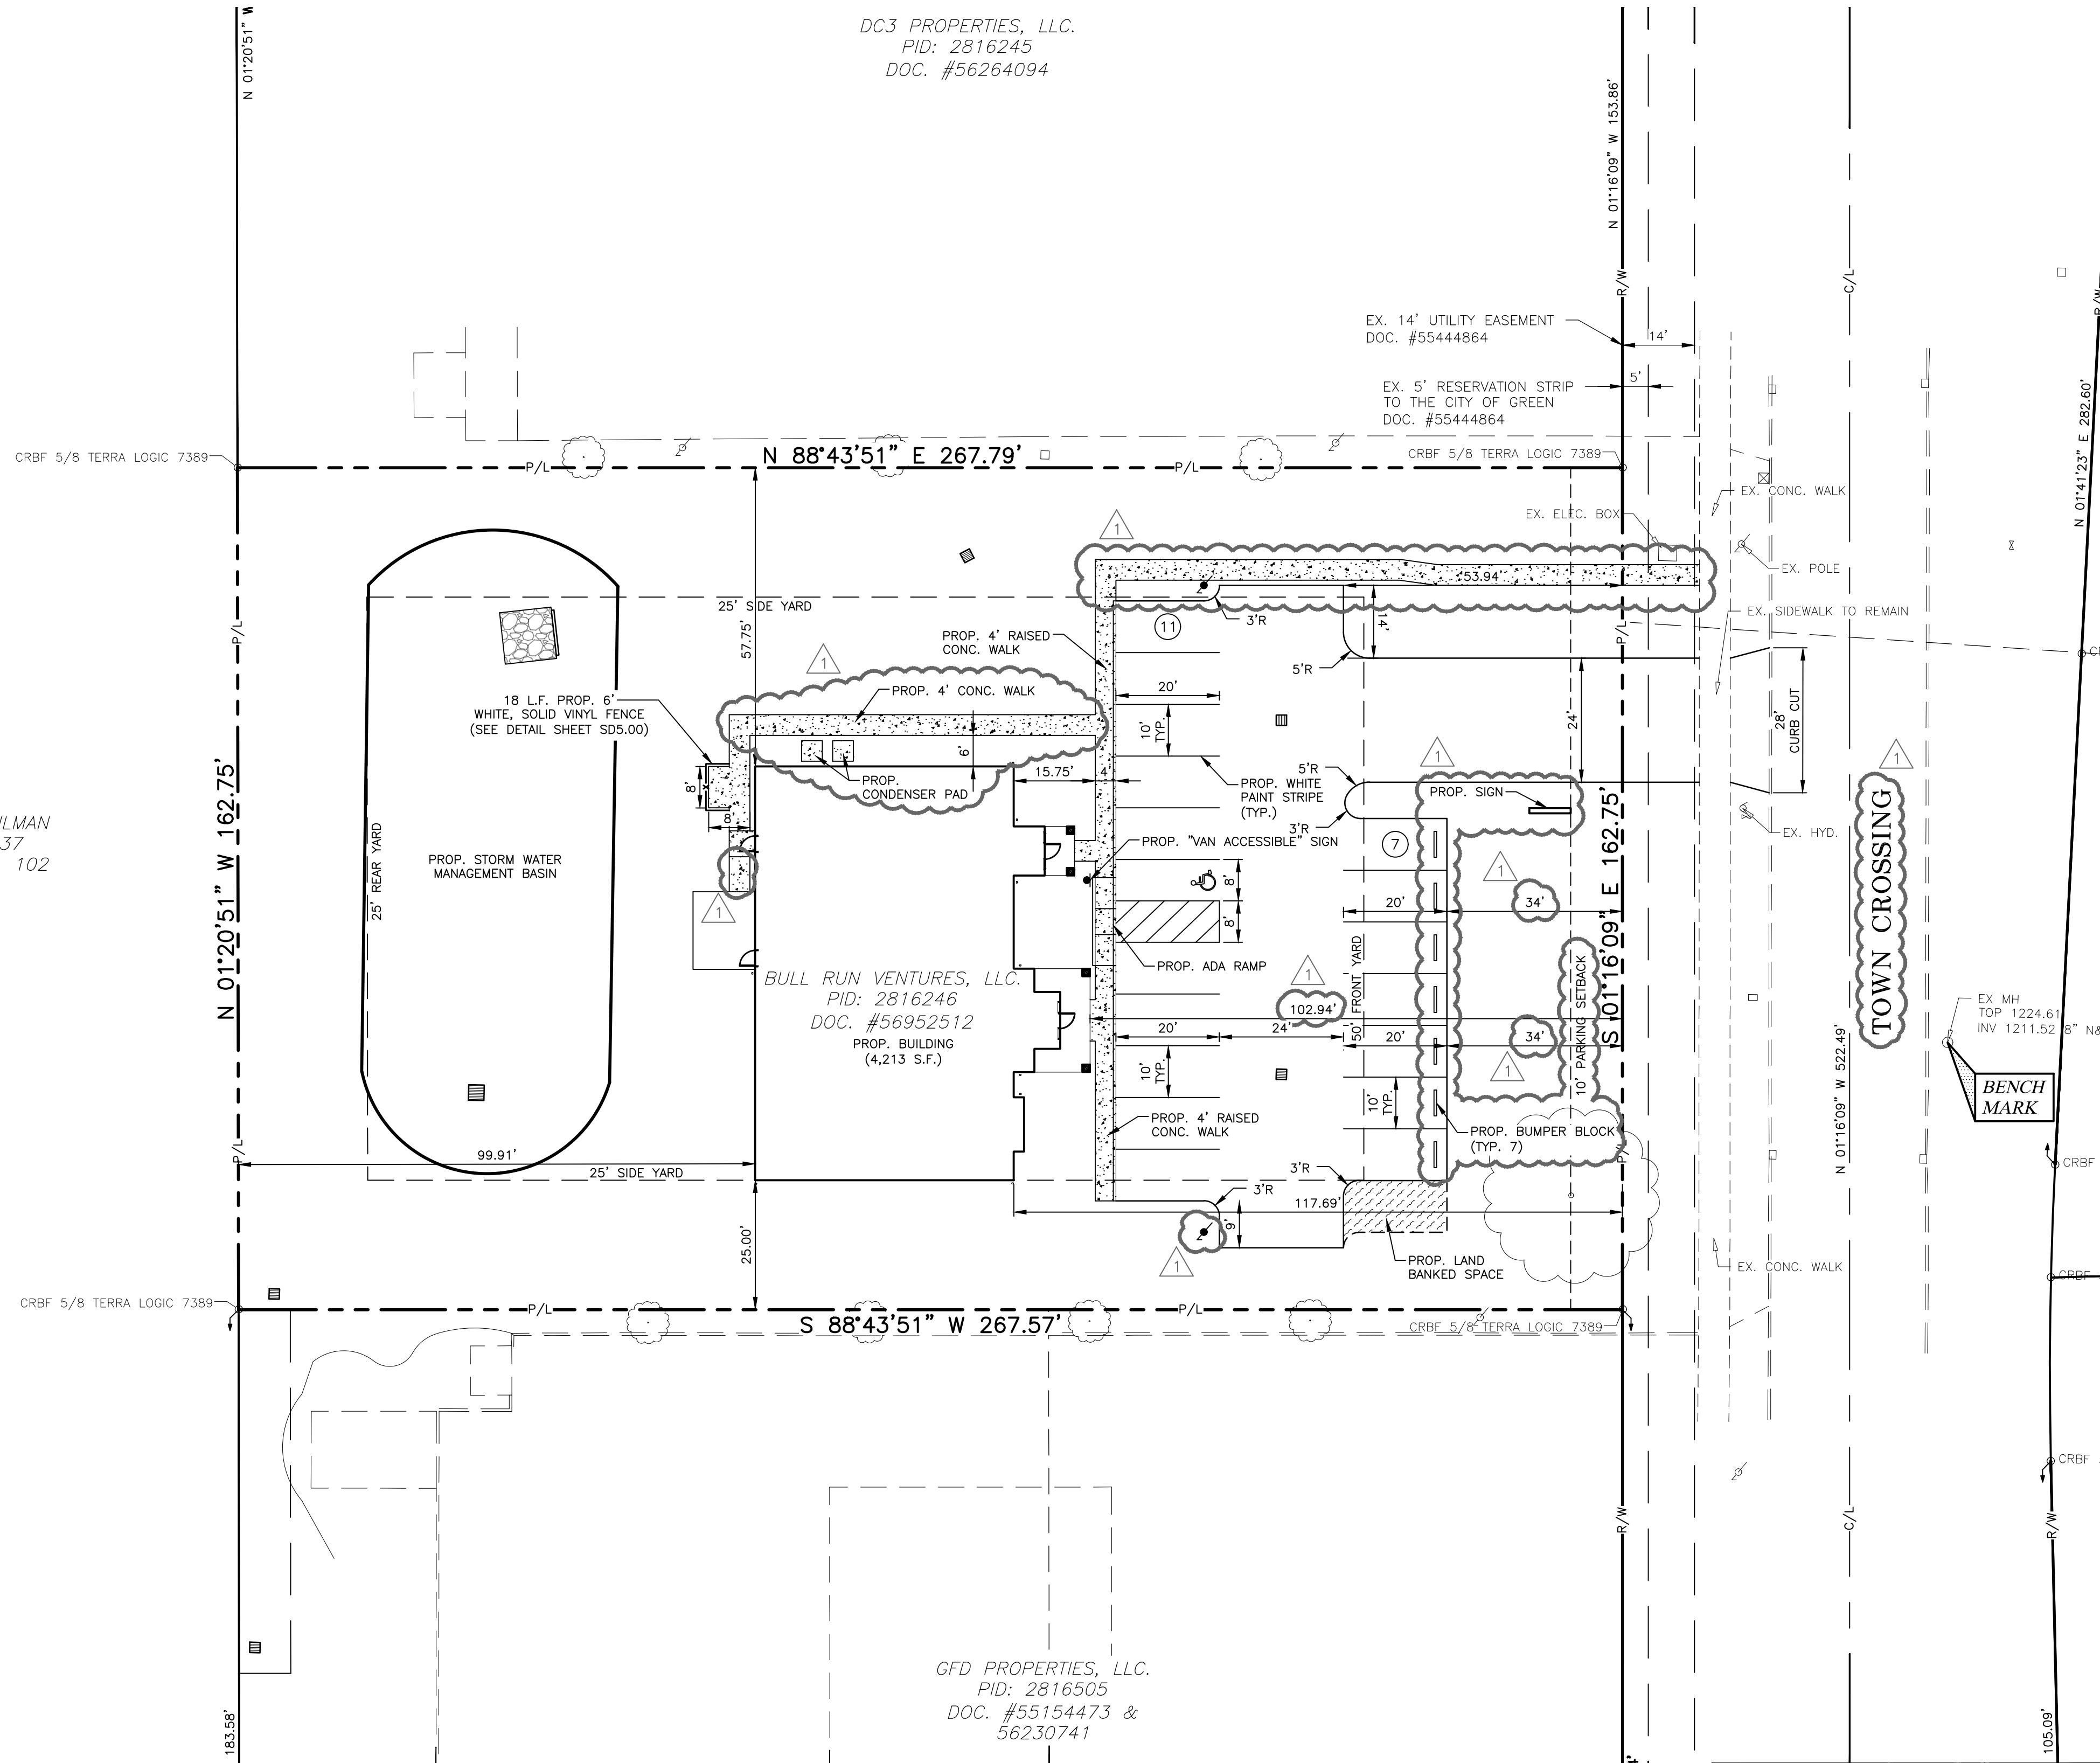 DC3 PROPERTIES, LLC.
PID: 2816245
DOC. #56264094
N 01°20'51" W
N 01°16'09" W 153.86'
R/W
C/L
R/W
EX. 14' UTILITY EASEMENT
DOC. #55444864
14'
EX. 5' RESERVATION STRIP
TO THE CITY OF GREEN
DOC. #55444864
5'
N 01°41'23" E 282.60'
CRBF 5/8 TERRA LOGIC 7389
N 88°43'51" E 267.79'
P/L
P/L
CRBF 5/8 TERRA LOGIC 7389
EX. CONC. WALK
EX. ELEC. BOX
EX. POLE
EX. SIDEWALK TO REMAIN
1
53.94'
25' SIDE YARD
57.75'
11
3'R
14'
5'R
P/L
P/L
PROP. 4' RAISED
CONC. WALK
1
PROP. 4' CONC. WALK
18 L.F. PROP. 6'
WHITE, SOLID VINYL FENCE
(SEE DETAIL SHEET SD5.00)
20'
10'
TYP.
24'
28'
CURB CUT
6'
8'
8'
x
PROP.
CONDENSER PAD
15.75'
4'
PROP. WHITE
PAINT STRIPE
(TYP.)
5'R
3'R
1
PROP. SIGN
1
TOWN CROSSING
EX. HYD.
7
PROP. "VAN ACCESSIBLE" SIGN
8'
8'
1
34'
20'
ILMAN
37
102
N 01°20'51" W 162.75'
25' REAR YARD
PROP. STORM WATER
MANAGEMENT BASIN
1
PROP. ADA RAMP
50' FRONT YARD
10' PARKING SETBACK
S 01°16'09" E 162.75'
BULL RUN VENTURES, LLC.
PID: 2816246
DOC. #56952512
PROP. BUILDING
(4,213 S.F.)
1
102.94'
20'
24'
20'
34'
1
10'
TYP.
10'
TYP.
EX MH
TOP 1224.61
INV 1211.52 8" N&
BENCH
MARK
N 01°16'09" W 522.49'
PROP. 4' RAISED
CONC. WALK
PROP. BUMPER BLOCK
(TYP. 7)
P/L
P/L
99.91'
25' SIDE YARD
3'R
3'R
117.69'
9'
1
25.00'
PROP. LAND
BANKED SPACE
EX. CONC. WALK
CRBF
CRBF
CRBF
CRBF 5/8 TERRA LOGIC 7389
P/L
P/L
S 88°43'51" W 267.57'
CRBF 5/8 TERRA LOGIC 7389
R/W
C/L
R/W
GFD PROPERTIES, LLC.
PID: 2816505
DOC. #55154473 &
56230741
183.58'
105.09'